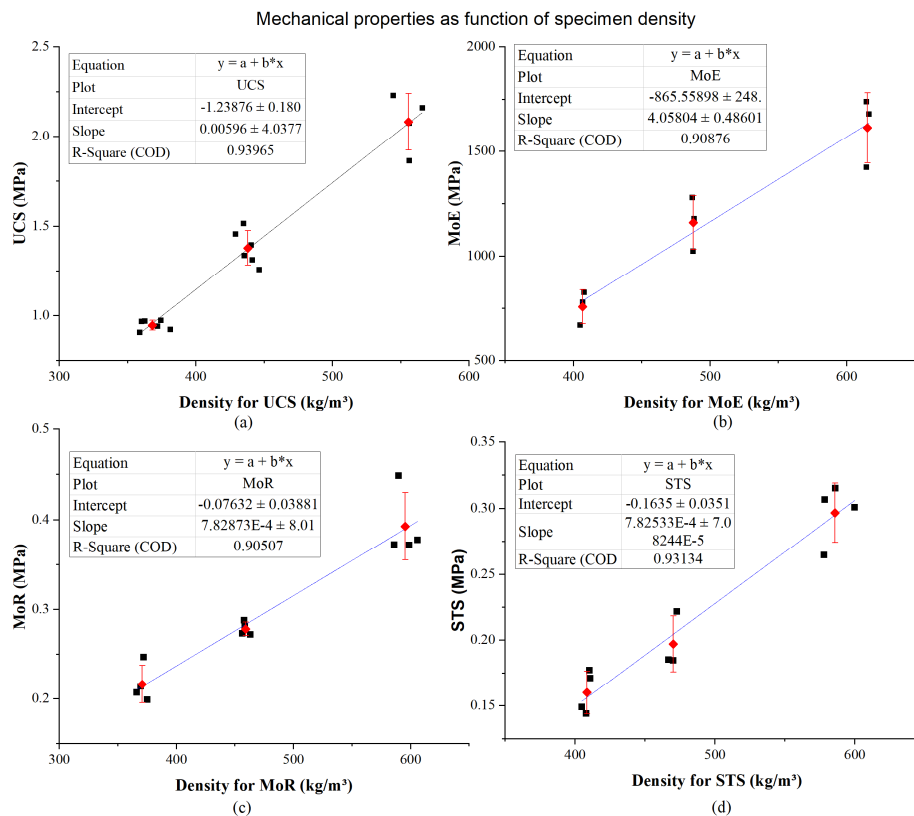 Mechanical properties as function of specimen density
2.5
2.0
1.5
1.0
UCS (MPa)
Equation y = a + b*x
Plot UCS
Intercept -1.23876 ± 0.180
Slope 0.00596 ± 4.0377
R-Square (COD) 0.93965
300 400 500 600
Density for UCS (kg/m³)
(a)
2000
1750
1500
1250
1000
750
500
MoE (MPa)
Equation y = a + b*x
Plot MoE
Intercept -865.55898 ± 248.
Slope 4.05804 ± 0.48601
R-Square (COD) 0.90876
400 500 600
Density for MoE (kg/m³)
(b)
0.5
0.4
0.3
0.2
MoR (MPa)
Equation y = a + b*x
Plot MoR
Intercept -0.07632 ± 0.03881
Slope 7.82873E-4 ± 8.01
R-Square (COD) 0.90507
300 400 500 600
Density for MoR (kg/m³)
(c)
0.35
0.30
0.25
0.20
0.15
STS (MPa)
Equation y = a + b*x
Plot STS
Intercept -0.1635 ± 0.0351
Slope 7.82533E-4 ± 7.0
8244E-5
R-Square (COD 0.93134
400 500 600
Density for STS (kg/m³)
(d)